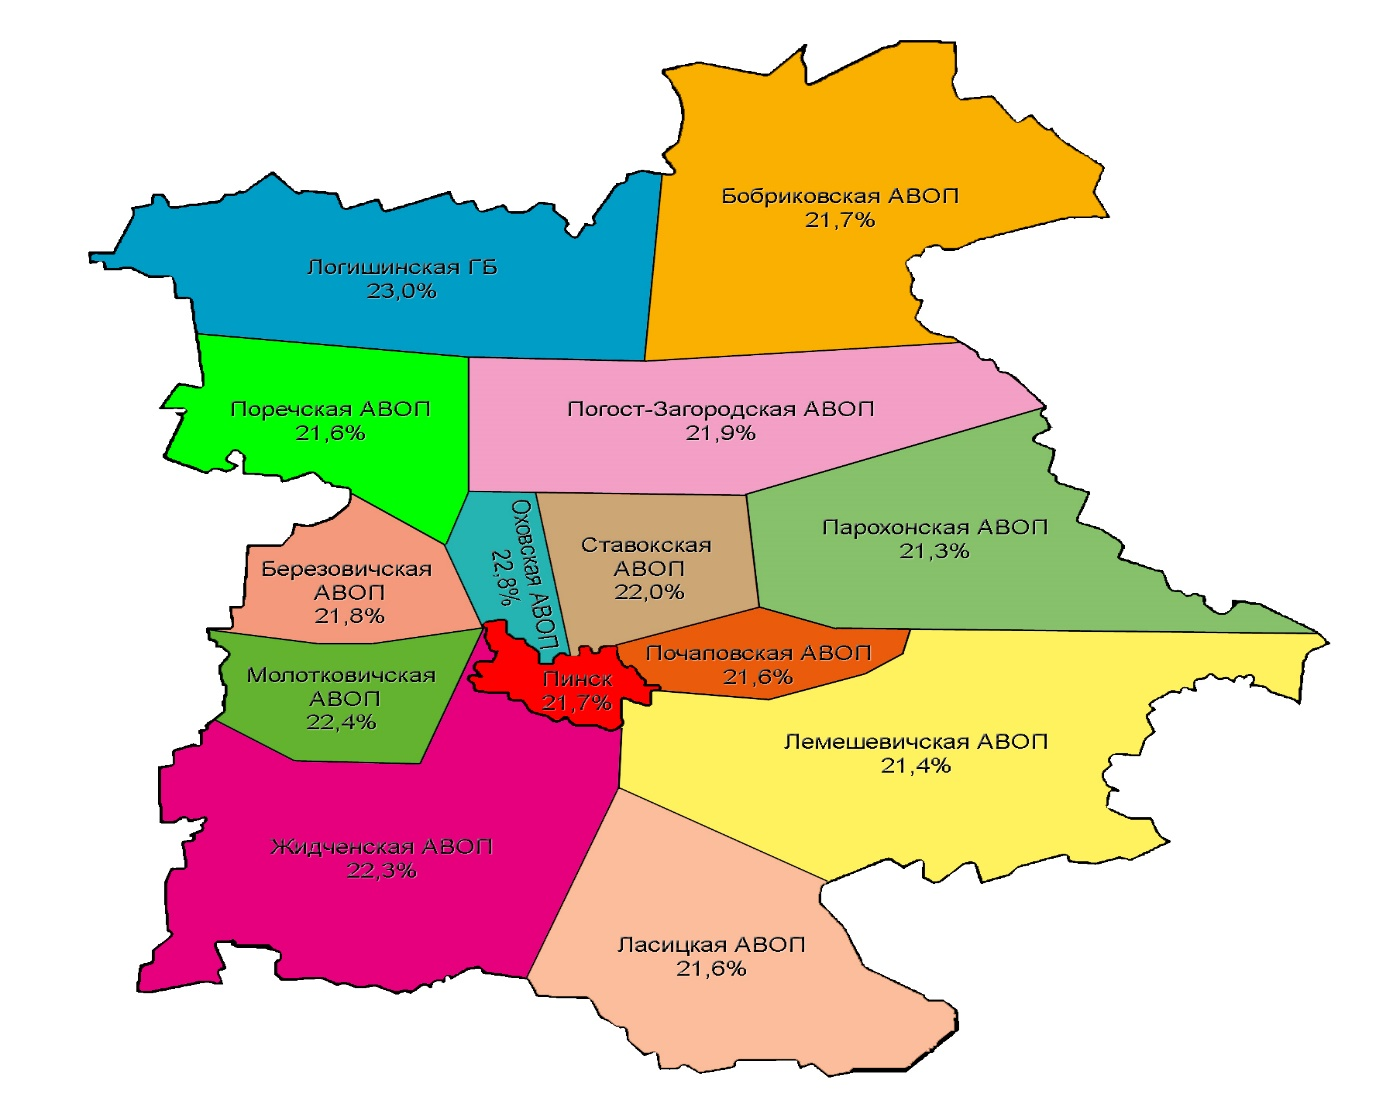 Бобриковская АВОП
21,7%
Логишинская ГБ
23,0%
Поречская АВОП
21,6%
Погост-Загородская АВОП
21,9%
Оховская АВОП
22,8%
Ставокская
АВОП
22,0%
Парохонская АВОП
21,3%
Березовичская
АВОП
21,8%
Почаповская АВОП
21,6%
Молотковичская
АВОП
22,4%
Пинск
21,7%
Лемешевичская АВОП
21,4%
Жидченская АВОП
22,3%
Ласицкая АВОП
21,6%